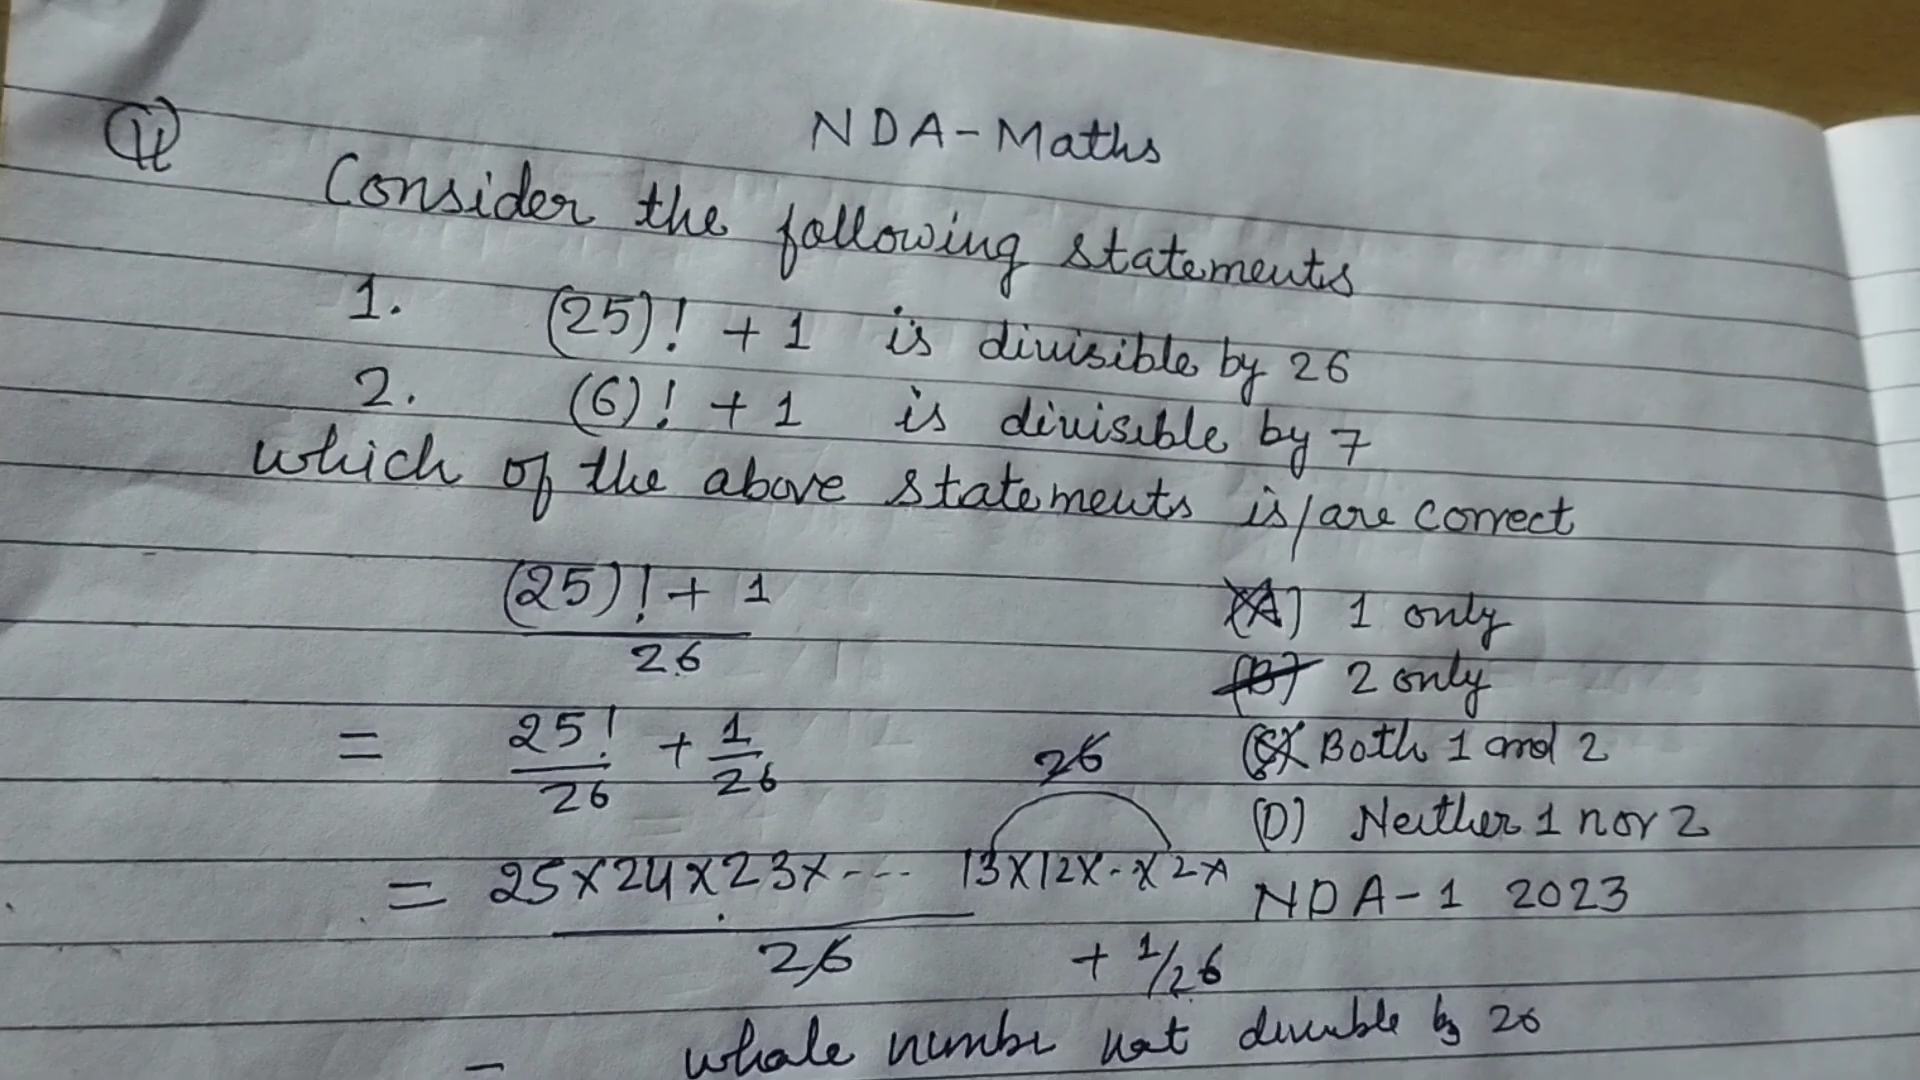 NDA-Maths
Consider the following statements
1. (25)! + 1 is divisible by 26
2. (6)! + 1 is divisible by 7
which of the above statements is/are correct
(25)! + 1
26
(A) 1 only
(B) 2 only
= 25!/26 + 1/26
26
(C) Both 1 and 2
(D) Neither 1 nor 2
= 25×24×23×--- 13×12×--×2×
26 + 1/26
NDA-1 2023
- whole number not divisible by 26